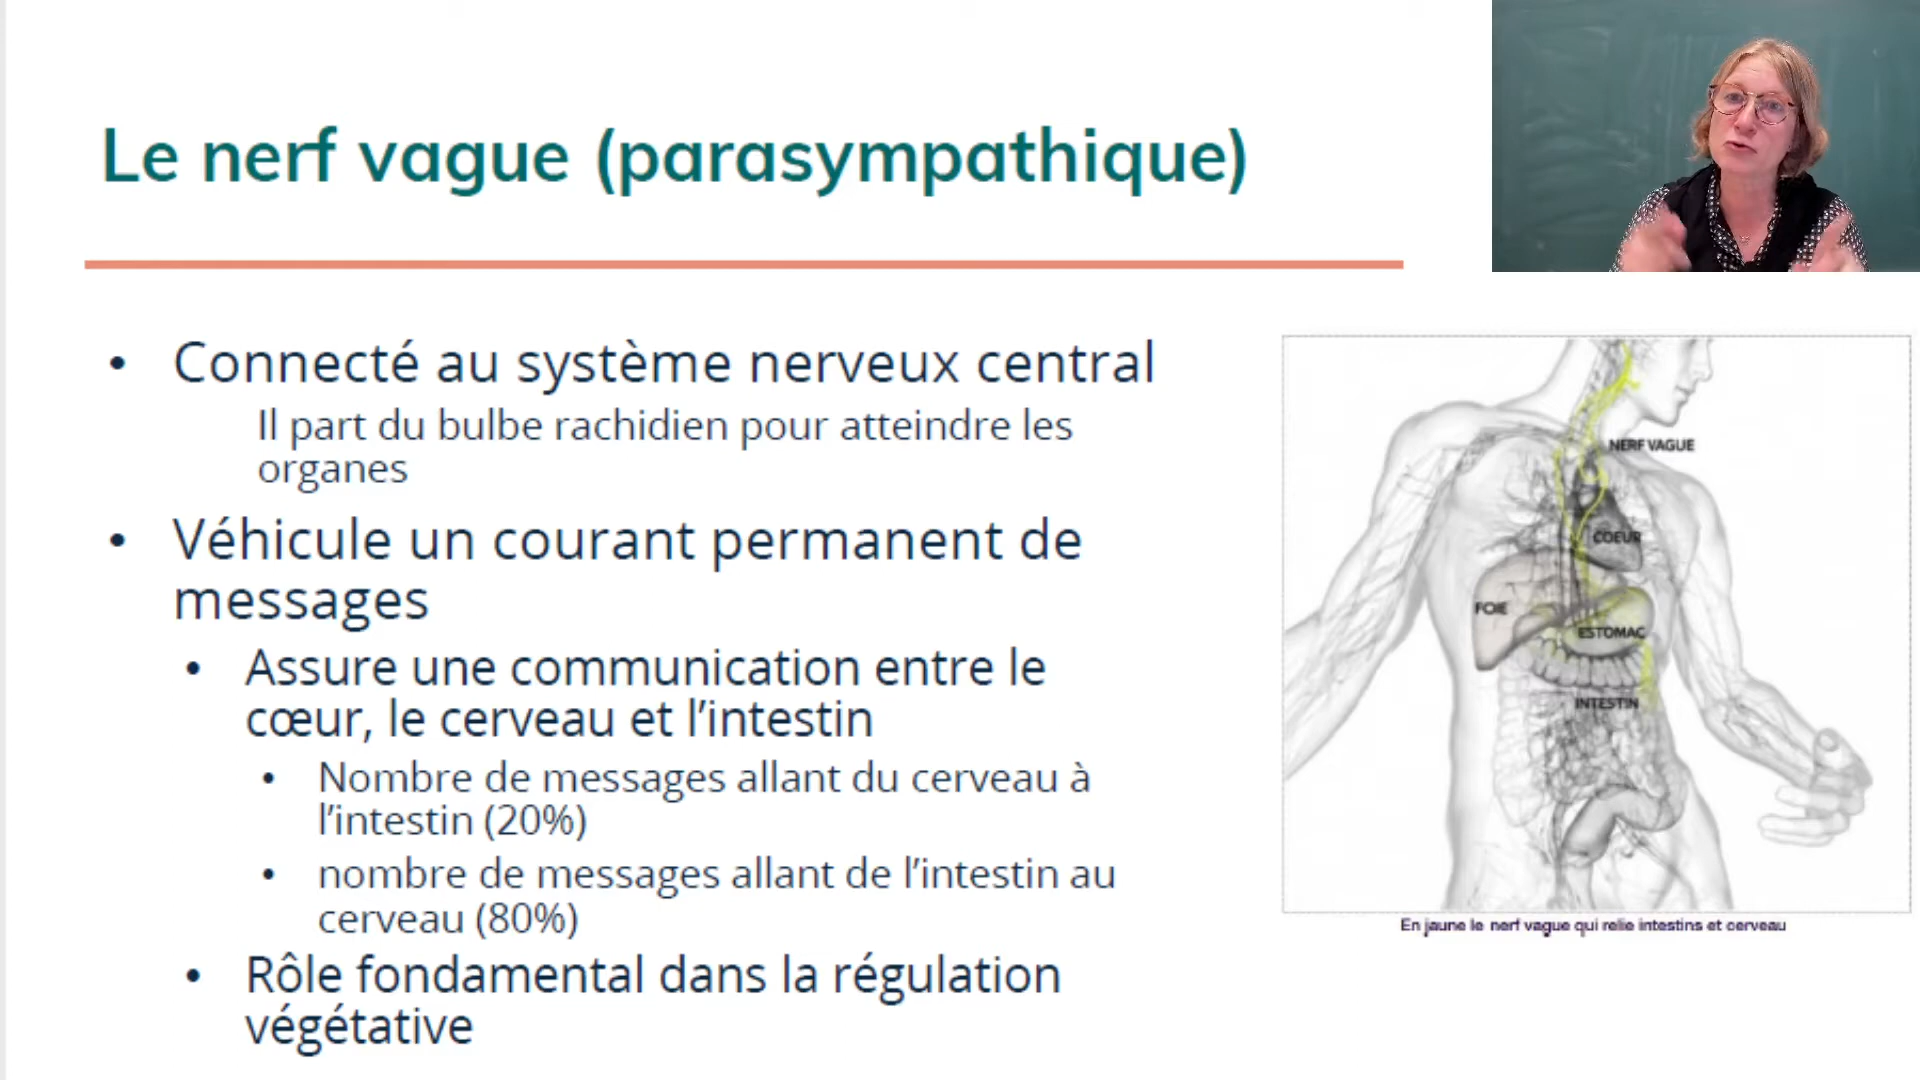 Le nerf vague (parasympathique)
• Connecté au système nerveux central
Il part du bulbe rachidien pour atteindre les
organes
• Véhicule un courant permanent de
messages
• Assure une communication entre le
cœur, le cerveau et l’intestin
• Nombre de messages allant du cerveau à
l’intestin (20%)
• nombre de messages allant de l’intestin au
cerveau (80%)
• Rôle fondamental dans la régulation
végétative
NERF VAGUE
COEUR
FOIE
ESTOMAC
INTESTIN
En jaune le nerf vague qui relie intestins et cerveau